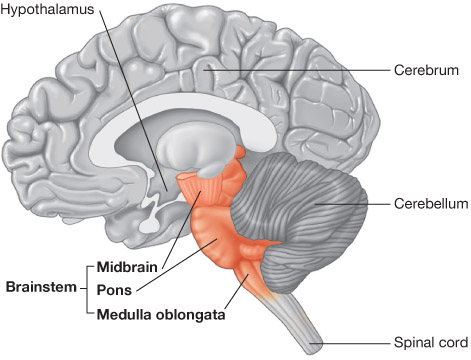 Hypothalamus
Cerebrum
Cerebellum
Brainstem
Midbrain
Pons
Medulla oblongata
Spinal cord